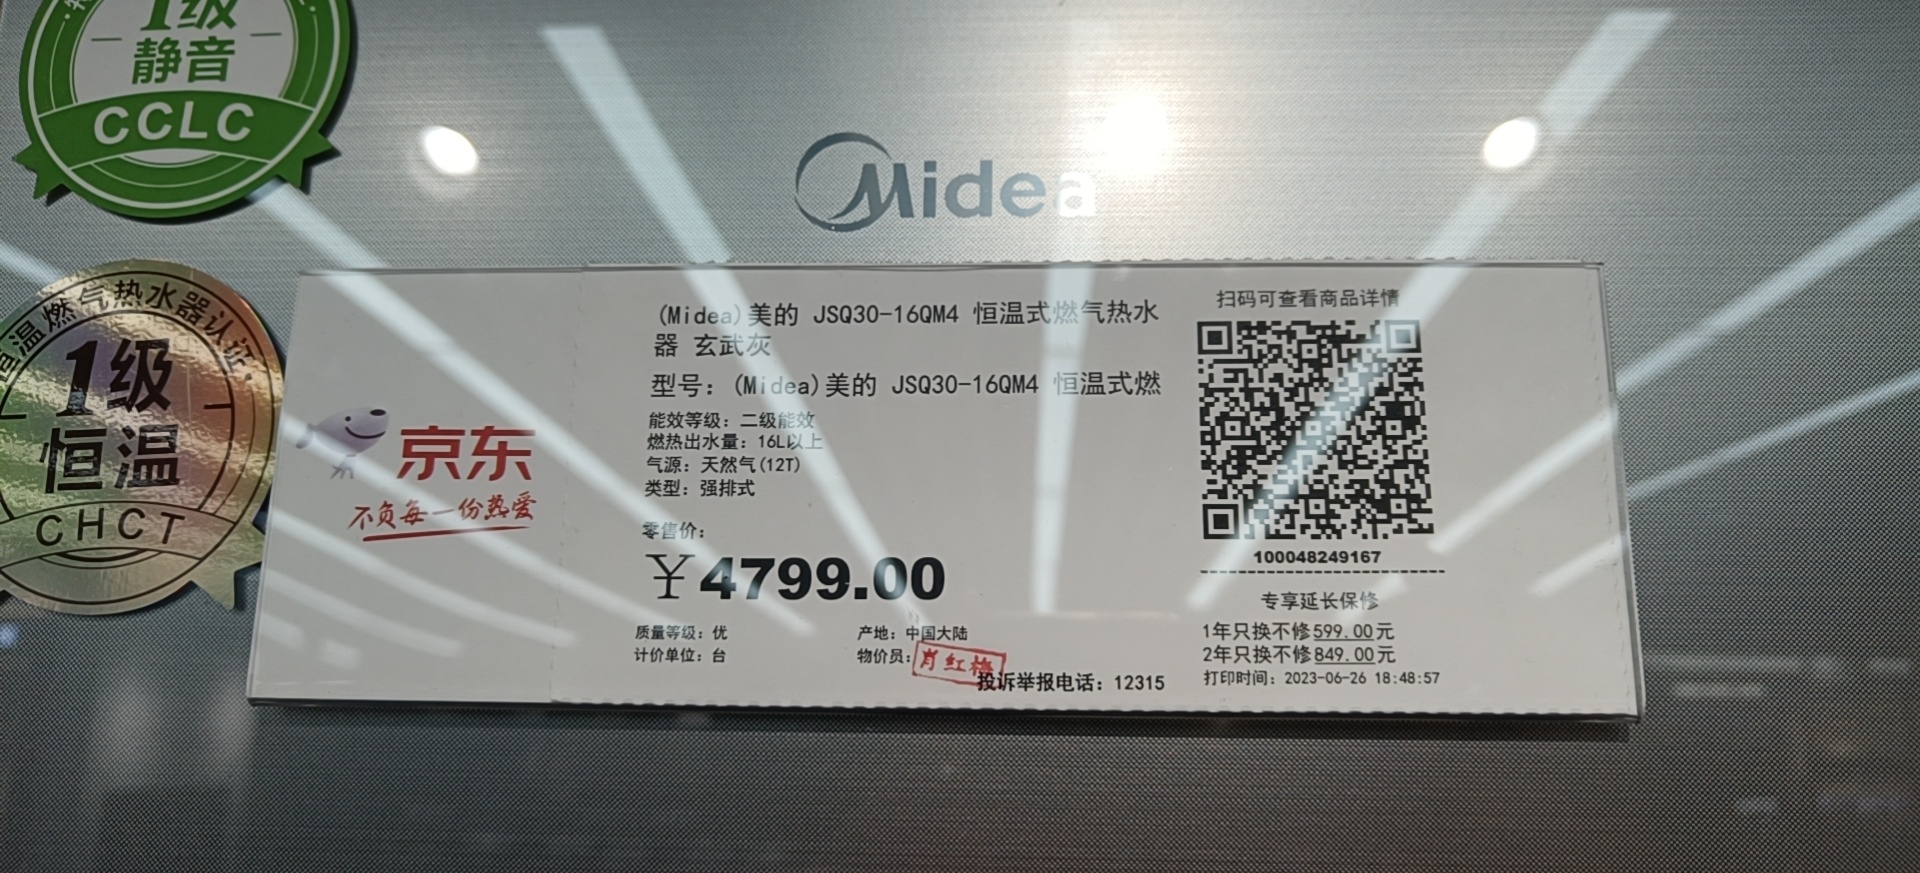 1级
静音
CCLC
Midea
恒温燃气热水器认证
1级
恒温
CHCT
京东
不负每一份热爱
(Midea)美的 JSQ30-16QM4 恒温式燃气热水
器 玄武灰
型号：(Midea)美的 JSQ30-16QM4 恒温式燃
能效等级：二级能效
燃热出水量：16L以上
气源：天然气(12T)
类型：强排式
零售价：
￥4799.00
质量等级：优
产地：中国大陆
计价单位：台
物价员：肖红梅
投诉举报电话：12315
扫码可查看商品详情
100048249167
专享延长保修
1年只换不修599.00元
2年只换不修849.00元
打印时间：2023-06-26 18:48:57